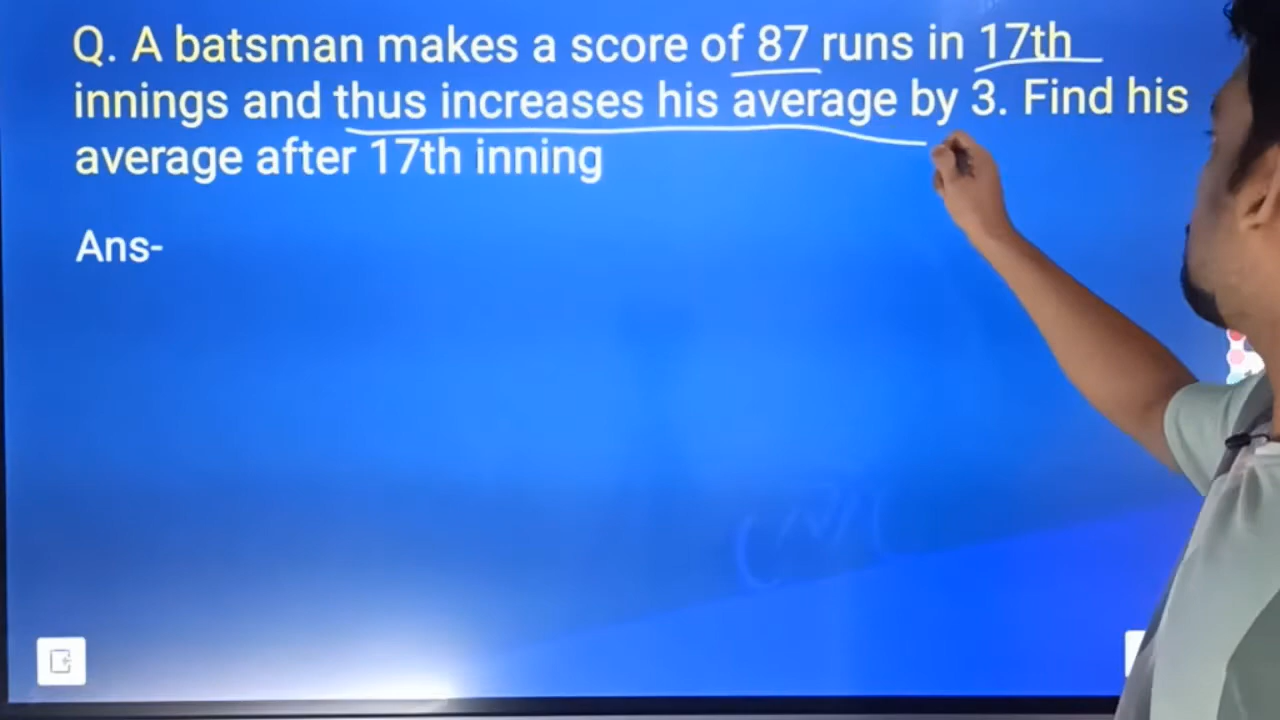 Q. A batsman makes a score of 87 runs in 17th
innings and thus increases his average by 3. Find his
average after 17th inning
Ans-